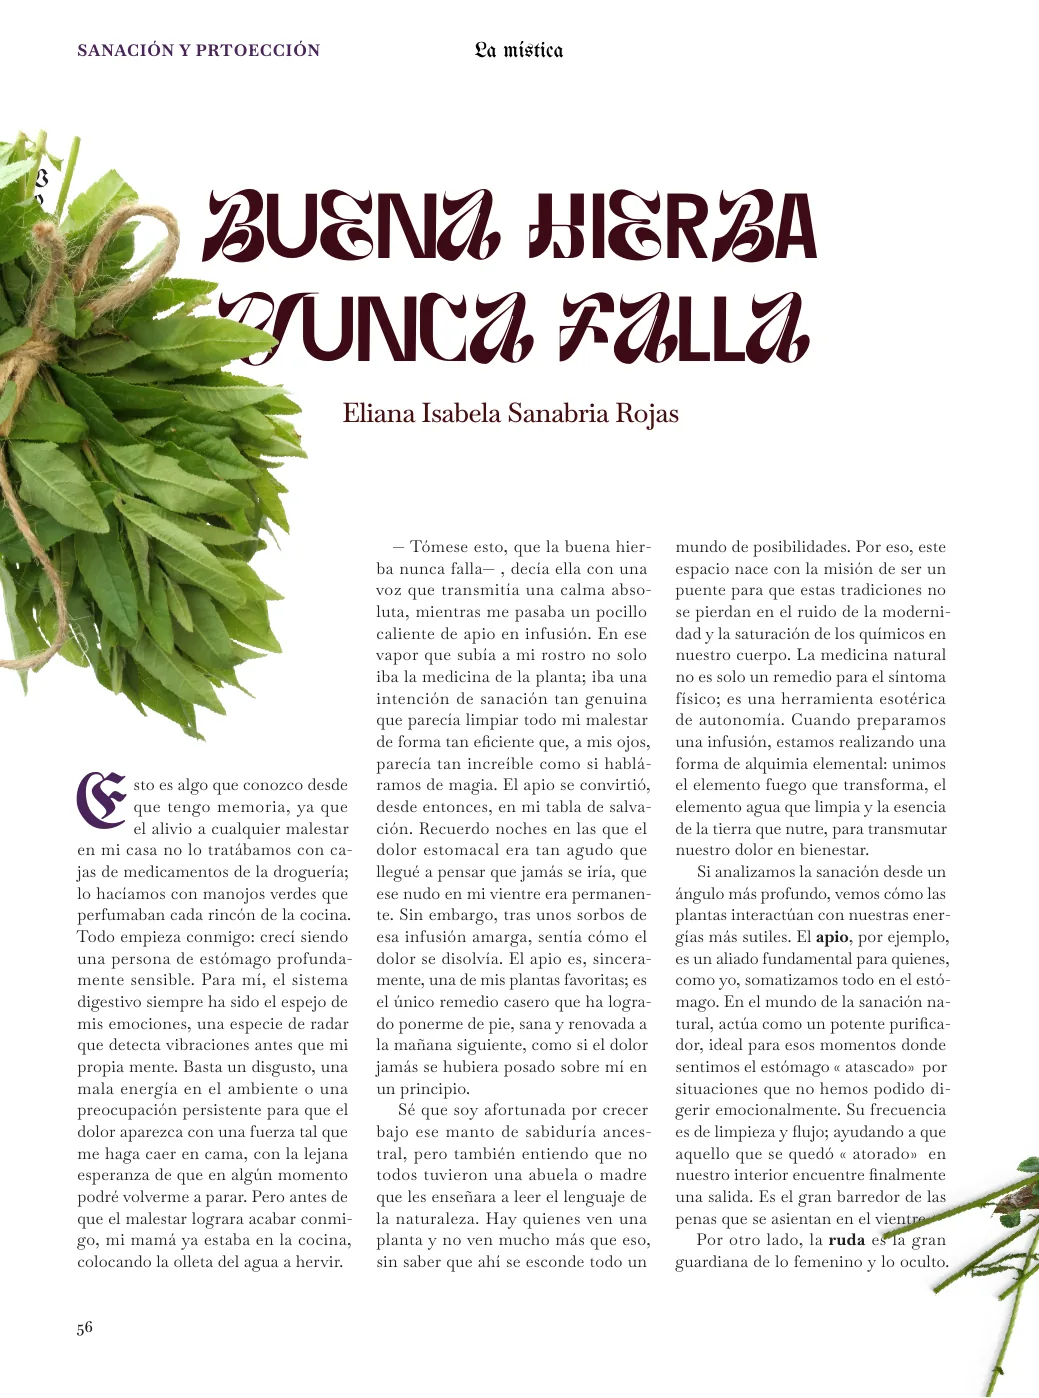 SANACIÓN Y PRTOECCIÓN
La mística
BUENA HIERBA
NUNCA FALLA
Eliana Isabela Sanabria Rojas
Esto es algo que conozco desde
que tengo memoria, ya que
el alivio a cualquier malestar
en mi casa no lo tratábamos con ca-
jas de medicamentos de la droguería;
lo hacíamos con manojos verdes que
perfumaban cada rincón de la cocina.
Todo empieza conmigo: crecí siendo
una persona de estómago profunda-
mente sensible. Para mí, el sistema
digestivo siempre ha sido el espejo de
mis emociones, una especie de radar
que detecta vibraciones antes que mi
propia mente. Basta un disgusto, una
mala energía en el ambiente o una
preocupación persistente para que el
dolor aparezca con una fuerza tal que
me haga caer en cama, con la lejana
esperanza de que en algún momento
podré volverme a parar. Pero antes de
que el malestar lograra acabar conmi-
go, mi mamá ya estaba en la cocina,
colocando la olleta del agua a hervir.
— Tómese esto, que la buena hier-
ba nunca falla— , decía ella con una
voz que transmitía una calma abso-
luta, mientras me pasaba un pocillo
caliente de apio en infusión. En ese
vapor que subía a mi rostro no solo
iba la medicina de la planta; iba una
intención de sanación tan genuina
que parecía limpiar todo mi malestar
de forma tan eficiente que, a mis ojos,
parecía tan increíble como si hablá-
ramos de magia. El apio se convirtió,
desde entonces, en mi tabla de salva-
ción. Recuerdo noches en las que el
dolor estomacal era tan agudo que
llegué a pensar que jamás se iría, que
ese nudo en mi vientre era permanen-
te. Sin embargo, tras unos sorbos de
esa infusión amarga, sentía cómo el
dolor se disolvía. El apio es, sincera-
mente, una de mis plantas favoritas; es
el único remedio casero que ha logra-
do ponerme de pie, sana y renovada a
la mañana siguiente, como si el dolor
jamás se hubiera posado sobre mí en
un principio.
Sé que soy afortunada por crecer
bajo ese manto de sabiduría ances-
tral, pero también entiendo que no
todos tuvieron una abuela o madre
que les enseñara a leer el lenguaje de
la naturaleza. Hay quienes ven una
planta y no ven mucho más que eso,
sin saber que ahí se esconde todo un
mundo de posibilidades. Por eso, este
espacio nace con la misión de ser un
puente para que estas tradiciones no
se pierdan en el ruido de la moderni-
dad y la saturación de los químicos en
nuestro cuerpo. La medicina natural
no es solo un remedio para el síntoma
físico; es una herramienta esotérica
de autonomía. Cuando preparamos
una infusión, estamos realizando una
forma de alquimia elemental: unimos
el elemento fuego que transforma, el
elemento agua que limpia y la esencia
de la tierra que nutre, para transmutar
nuestro dolor en bienestar.
Si analizamos la sanación desde un
ángulo más profundo, vemos cómo las
plantas interactúan con nuestras ener-
gías más sutiles. El apio, por ejemplo,
es un aliado fundamental para quienes,
como yo, somatizamos todo en el estó-
mago. En el mundo de la sanación na-
tural, actúa como un potente purifica-
dor, ideal para esos momentos donde
sentimos el estómago « atascado» por
situaciones que no hemos podido di-
gerir emocionalmente. Su frecuencia
es de limpieza y flujo; ayudando a que
aquello que se quedó « atorado» en
nuestro interior encuentre finalmente
una salida. Es el gran barredor de las
penas que se asientan en el vientre
Por otro lado, la ruda es la gran
guardiana de lo femenino y lo oculto.
56